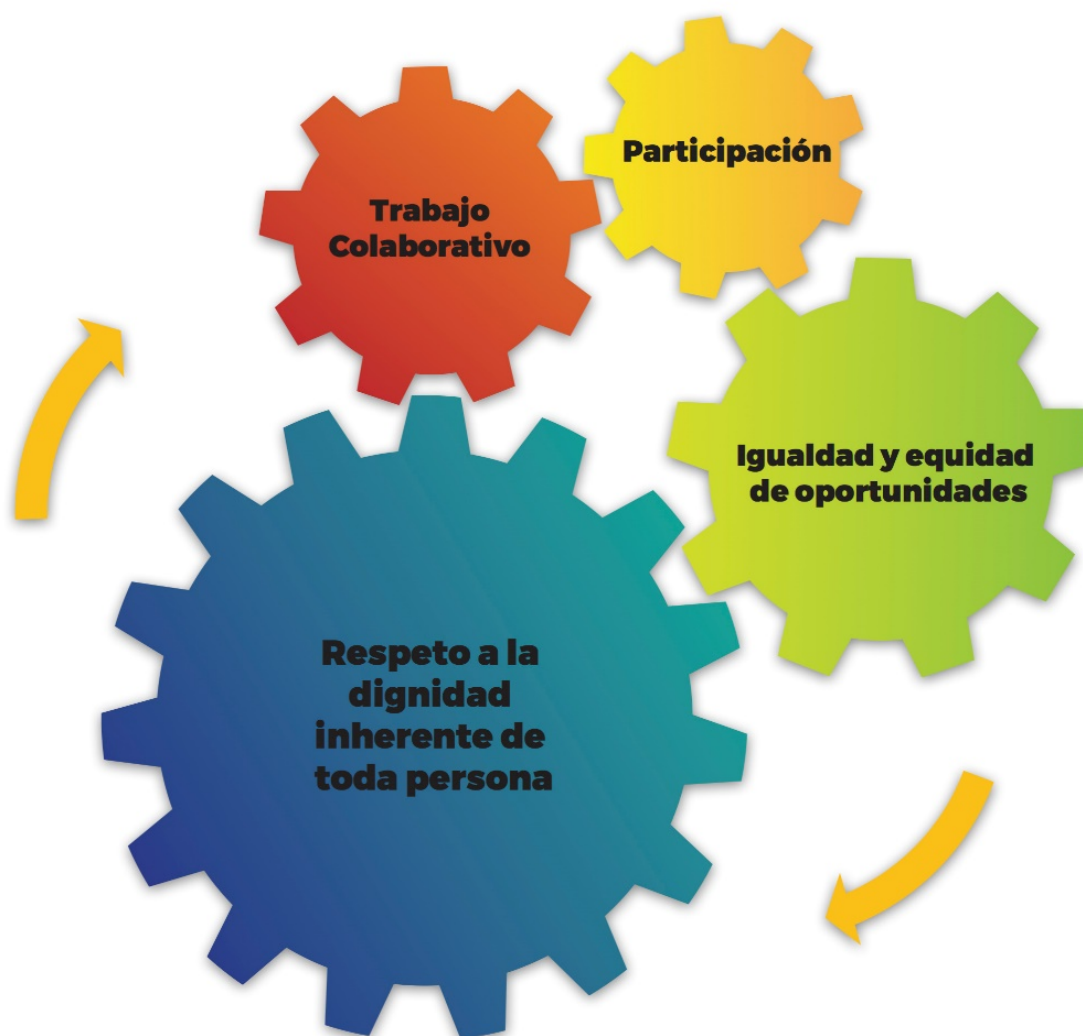 Participación
Trabajo
Colaborativo
Igualdad y equidad
de oportunidades
Respeto a la
dignidad
inherente de
toda persona